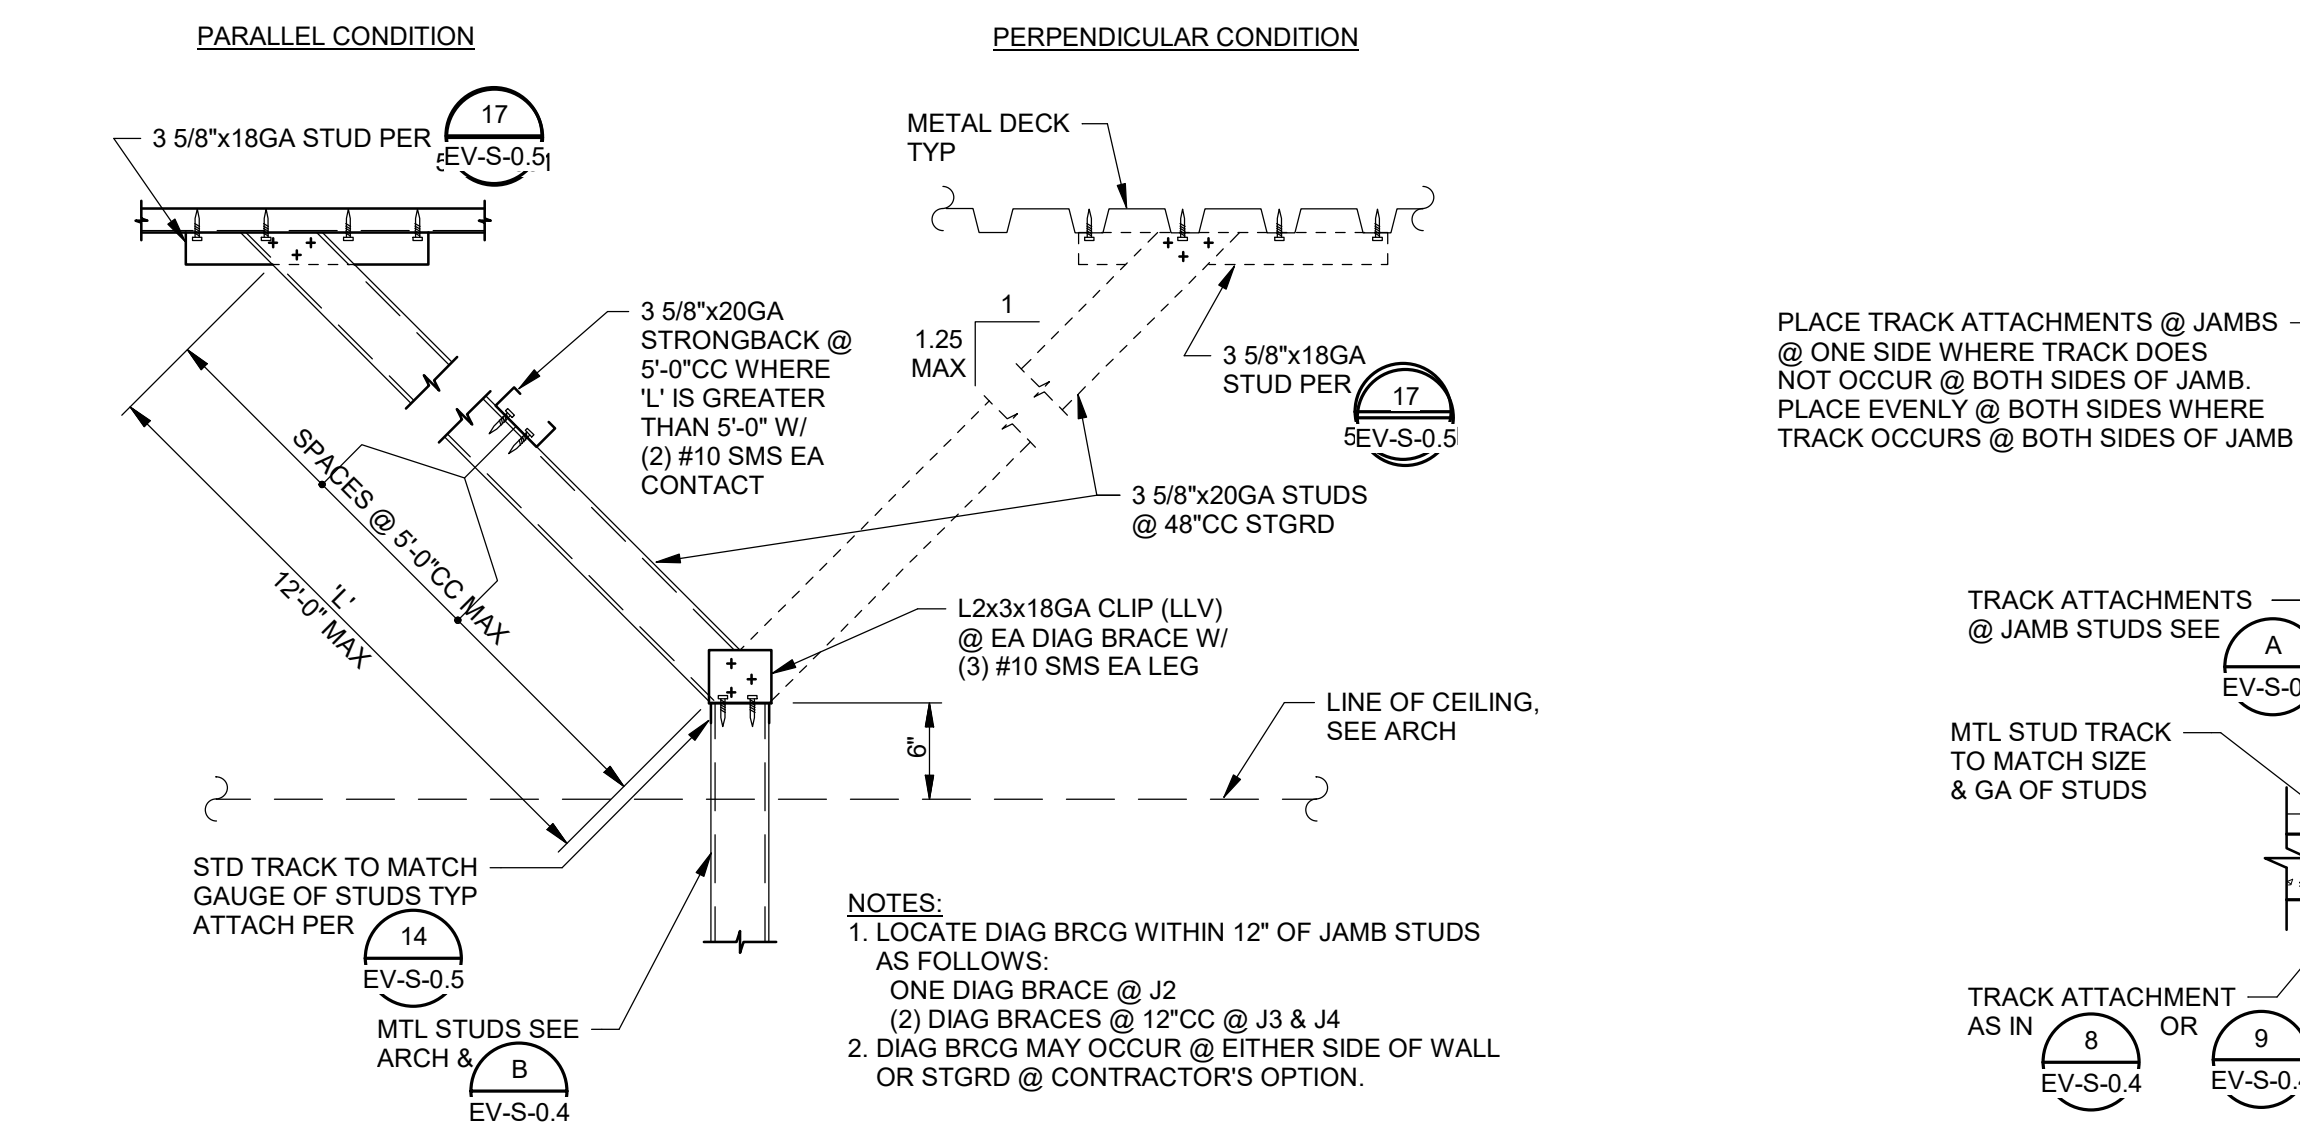 PARALLEL CONDITION
3 5/8"x18GA STUD PER
17
EV-S-0.5
3 5/8"x20GA
STRONGBACK @
5'-0"CC WHERE
'L' IS GREATER
THAN 5'-0" W/
(2) #10 SMS EA
CONTACT
SPACES @ 5'-0"CC MAX
'L'
12'-0" MAX
STD TRACK TO MATCH
GAUGE OF STUDS TYP
ATTACH PER
14
EV-S-0.5
MTL STUDS SEE
ARCH &
B
EV-S-0.4
PERPENDICULAR CONDITION
METAL DECK
TYP
1
1.25
MAX
3 5/8"x18GA
STUD PER
17
EV-S-0.5
3 5/8"x20GA STUDS
@ 48"CC STGRD
L2x3x18GA CLIP (LLV)
@ EA DIAG BRACE W/
(3) #10 SMS EA LEG
6"
LINE OF CEILING,
SEE ARCH
NOTES:
1. LOCATE DIAG BRCG WITHIN 12" OF JAMB STUDS
AS FOLLOWS:
ONE DIAG BRACE @ J2
(2) DIAG BRACES @ 12"CC @ J3 & J4
2. DIAG BRCG MAY OCCUR @ EITHER SIDE OF WALL
OR STGRD @ CONTRACTOR'S OPTION.
PLACE TRACK ATTACHMENTS @ JAMBS
@ ONE SIDE WHERE TRACK DOES
NOT OCCUR @ BOTH SIDES OF JAMB.
PLACE EVENLY @ BOTH SIDES WHERE
TRACK OCCURS @ BOTH SIDES OF JAMB
TRACK ATTACHMENTS
@ JAMB STUDS SEE
A
MTL STUD TRACK
TO MATCH SIZE
& GA OF STUDS
TRACK ATTACHMENT
AS IN
8
EV-S-0.4
OR
9